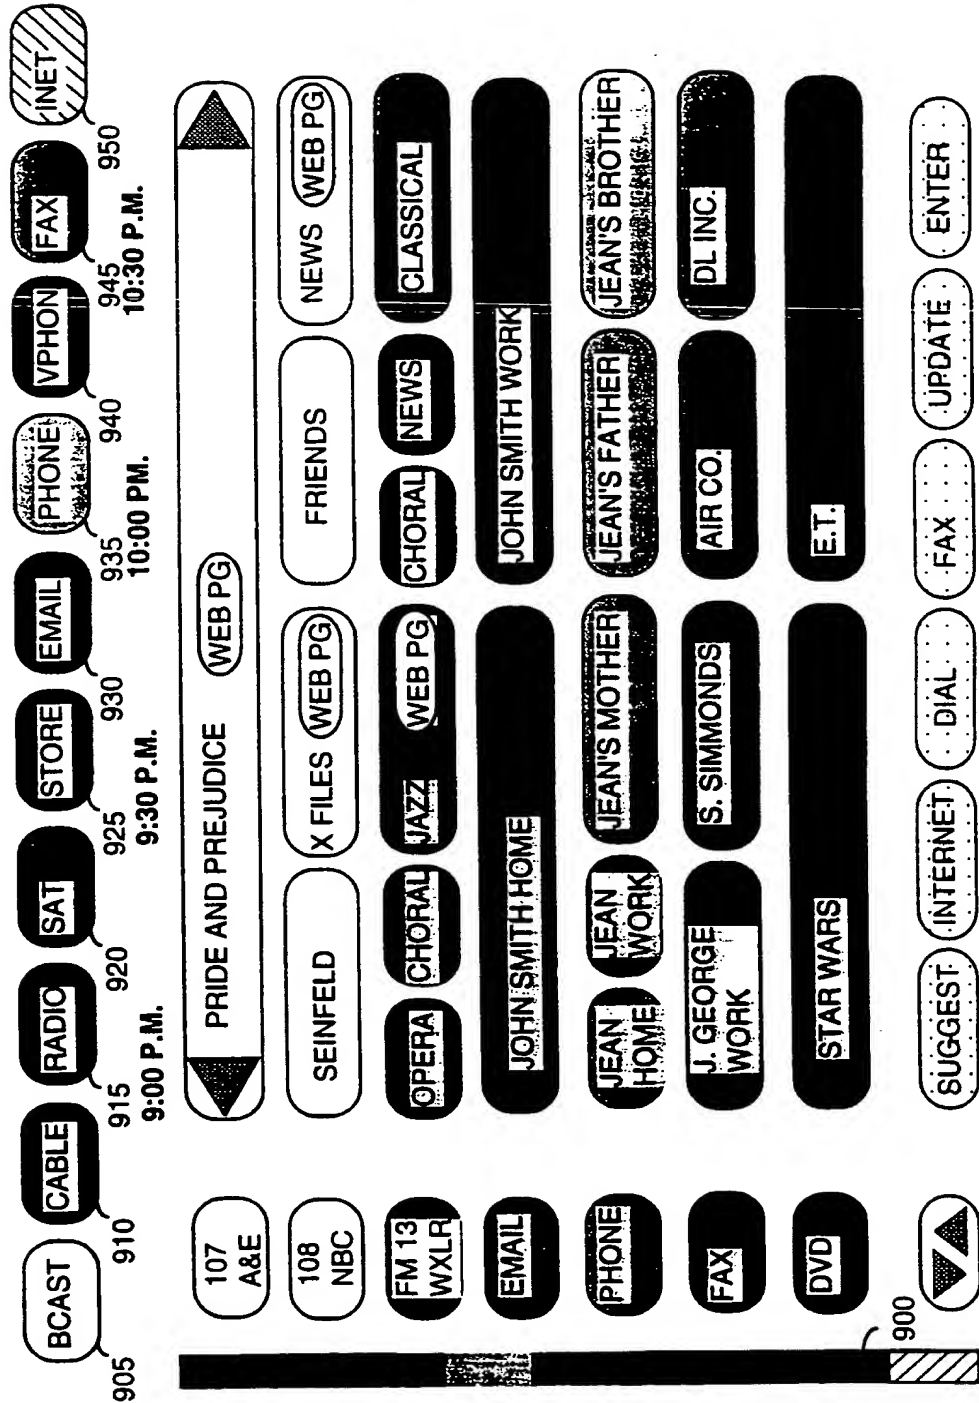 BCAST CABLE RADIO SAT STORE EMAIL PHONE VPHON FAX INET
905 910 915 920 925 930 935 940 945 950
9:00 P.M. 9:30 P.M. 10:00 PM. 10:30 P.M.
107 A&E PRIDE AND PREJUDICE WEB PG
108 NBC SEINFELD X FILES WEB PG FRIENDS NEWS WEB PG
FM 13 WXLR OPERA CHORAL JAZZ WEB PG CHORAL NEWS CLASSICAL
EMAIL JOHN SMITH HOME JOHN SMITH WORK
PHONE JEAN HOME JEAN WORK JEAN'S MOTHER JEAN'S FATHER JEAN'S BROTHER
FAX J. GEORGE WORK S. SIMMONDS AIR CO. DL INC.
DVD STAR WARS E.T.
900
SUGGEST INTERNET DIAL FAX UPDATE ENTER